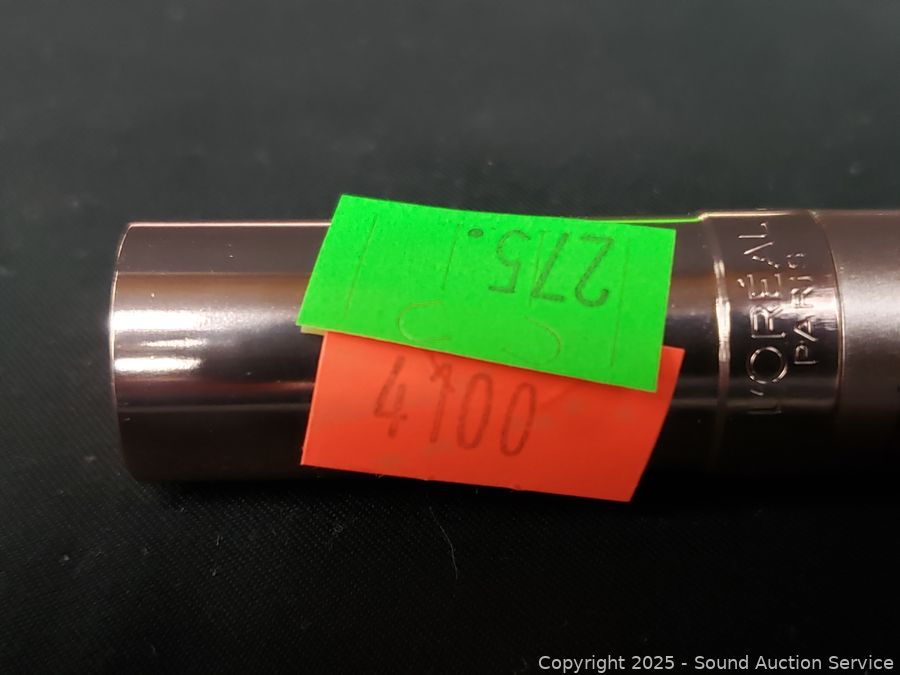 275.
4100
L'ORÉAL
PARIS
Copyright 2025 - Sound Auction Service